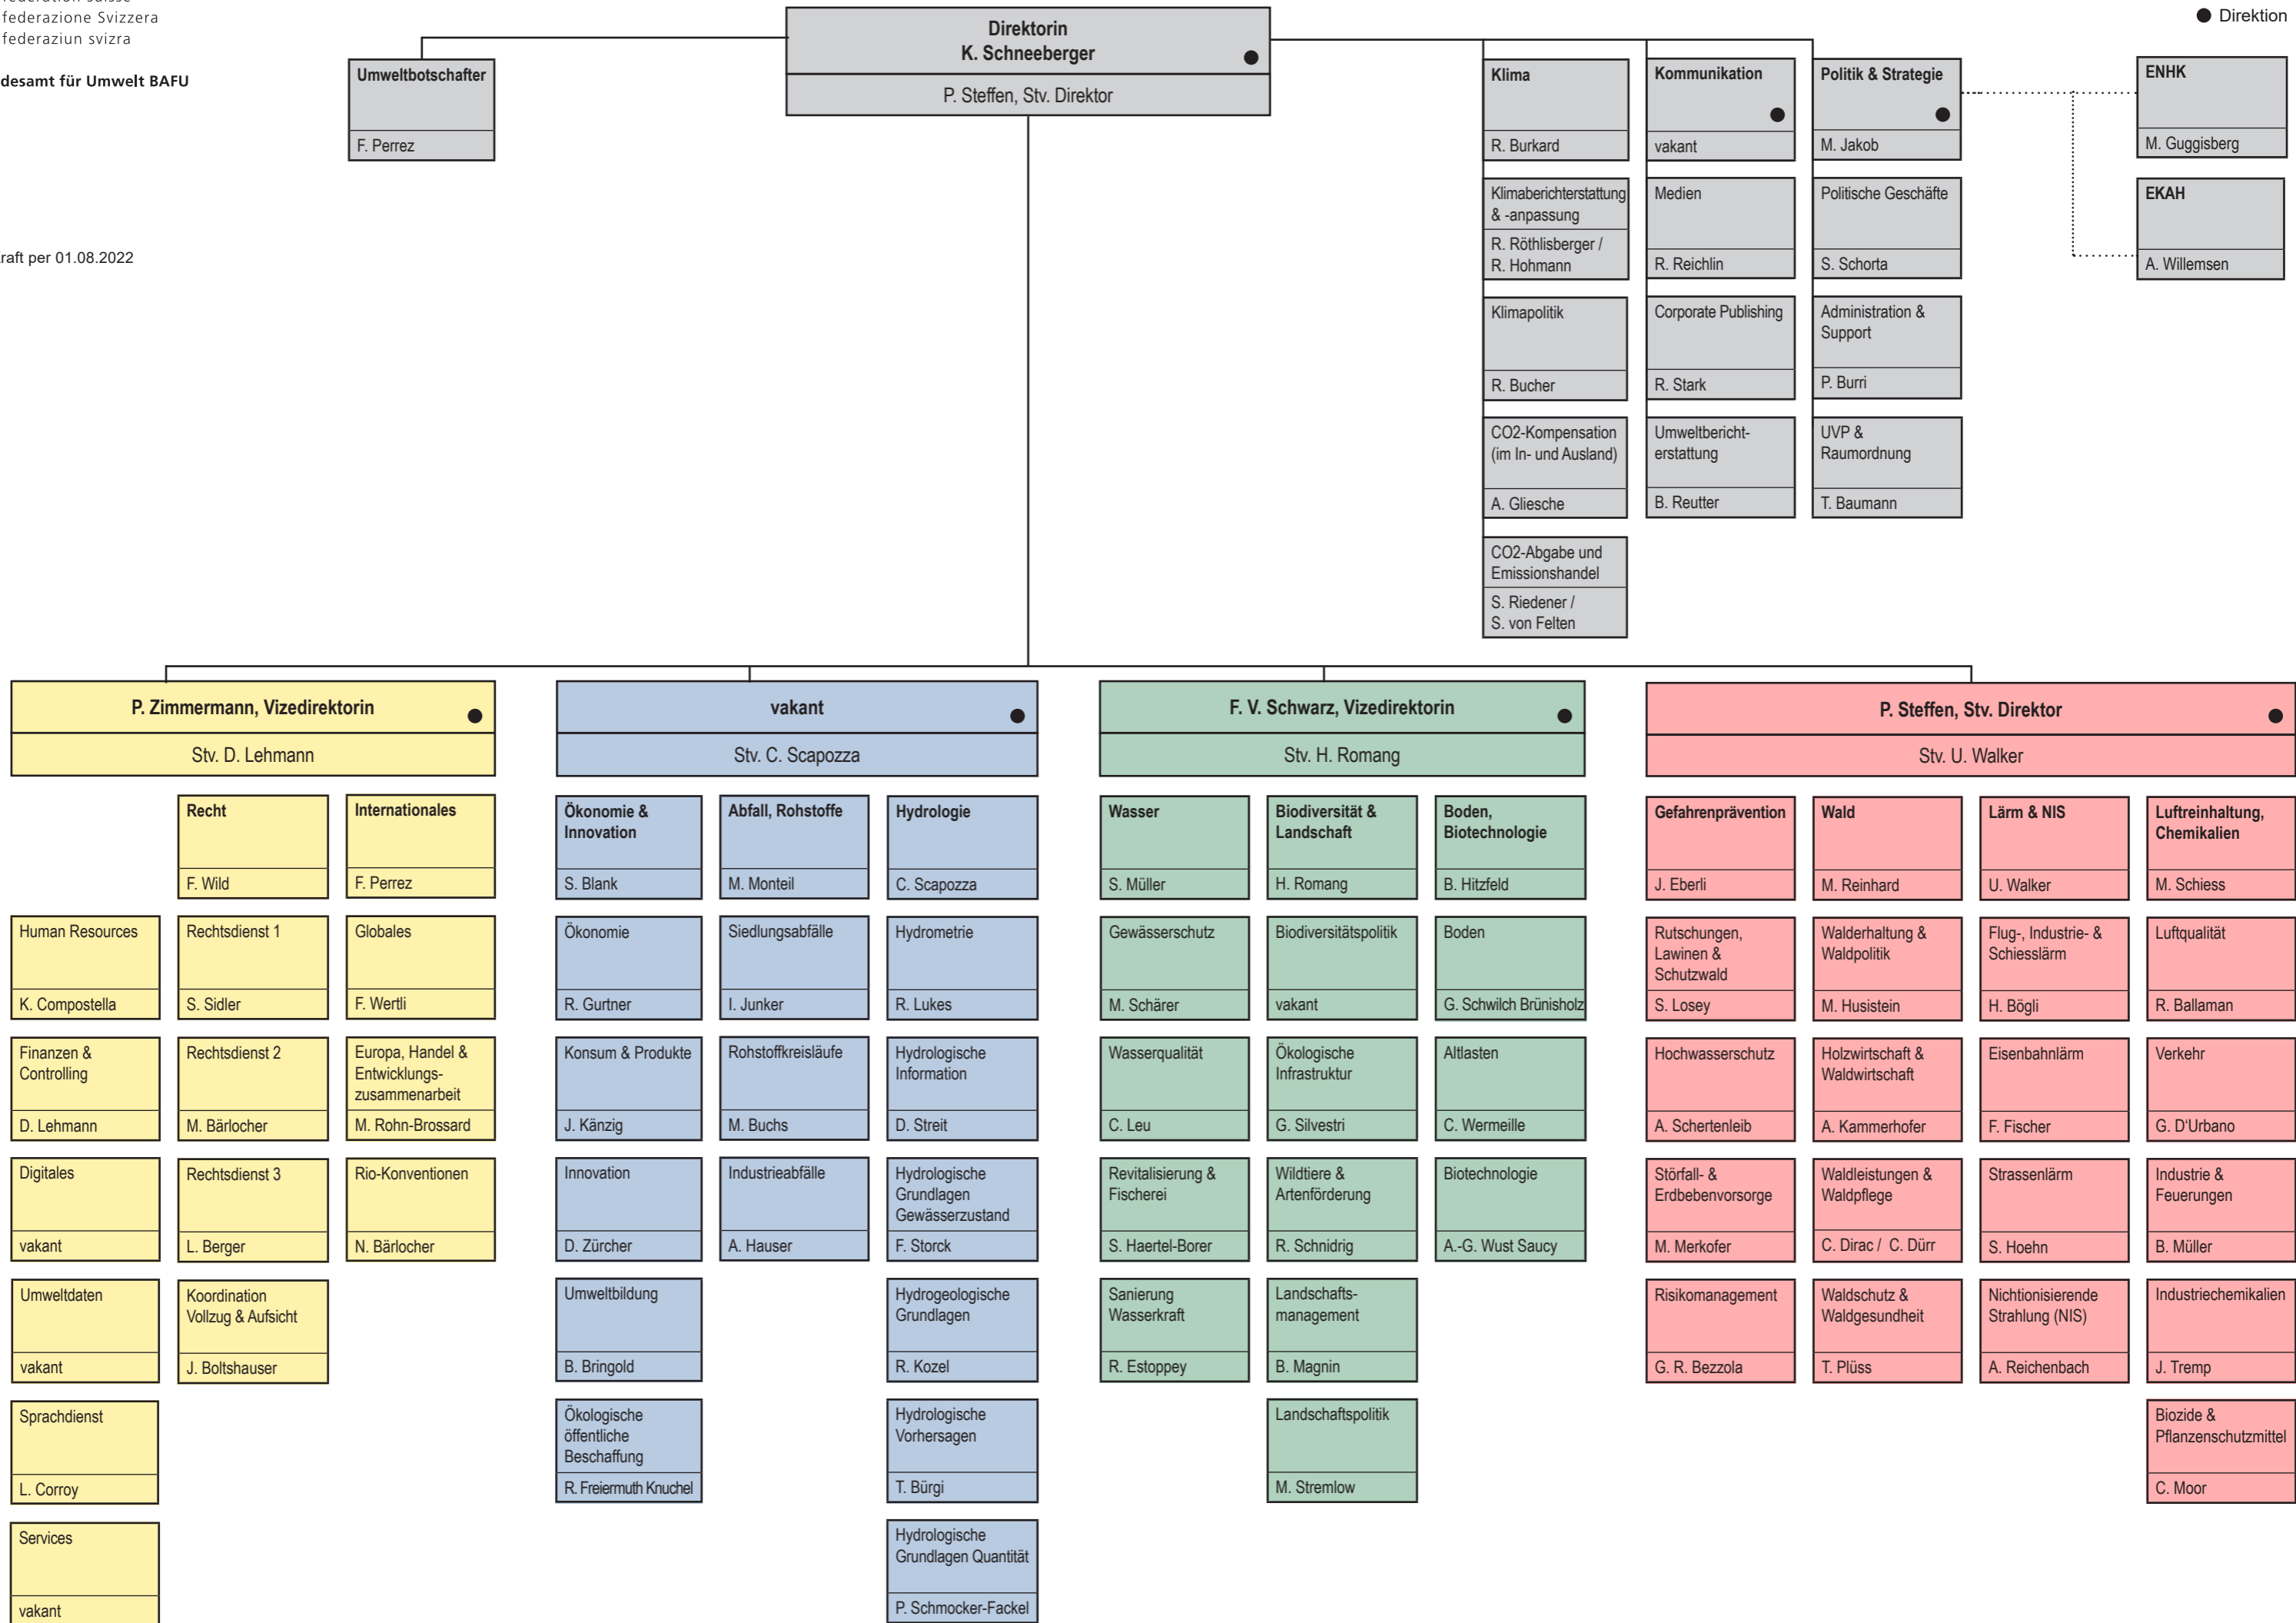 federazione Svizzera
federaziun svizra
desamt für Umwelt BAFU
raft per 01.08.2022
Direktion
Direktorin
K. Schneeberger
P. Steffen, Stv. Direktor
Umweltbotschafter
F. Perrez
Klima
R. Burkard
Klimaberichterstattung
& -anpassung
R. Röthlisberger /
R. Hohmann
Klimapolitik
R. Bucher
CO2-Kompensation
(im In- und Ausland)
A. Gliesche
CO2-Abgabe und
Emissionshandel
S. Riedener /
S. von Felten
Kommunikation
vakant
Medien
R. Reichlin
Corporate Publishing
R. Stark
Umweltbericht-
erstattung
B. Reutter
Politik & Strategie
M. Jakob
Politische Geschäfte
S. Schorta
Administration &
Support
P. Burri
UVP &
Raumordnung
T. Baumann
ENHK
M. Guggisberg
EKAH
A. Willemsen
P. Zimmermann, Vizedirektorin
Stv. D. Lehmann
Human Resources
K. Compostella
Finanzen &
Controlling
D. Lehmann
Digitales
vakant
Umweltdaten
vakant
Sprachdienst
L. Corroy
Services
vakant
Recht
F. Wild
Rechtsdienst 1
S. Sidler
Rechtsdienst 2
M. Bärlocher
Rechtsdienst 3
L. Berger
Koordination
Vollzug & Aufsicht
J. Boltshauser
Internationales
F. Perrez
Globales
F. Wertli
Europa, Handel &
Entwicklungs-
zusammenarbeit
M. Rohn-Brossard
Rio-Konventionen
N. Bärlocher
vakant
Stv. C. Scapozza
Ökonomie &
Innovation
S. Blank
Ökonomie
R. Gurtner
Konsum & Produkte
J. Känzig
Innovation
D. Zürcher
Umweltbildung
B. Bringold
Ökologische
öffentliche
Beschaffung
R. Freiermuth Knuchel
Abfall, Rohstoffe
M. Monteil
Siedlungsabfälle
I. Junker
Rohstoffkreisläufe
M. Buchs
Industrieabfälle
A. Hauser
Hydrologie
C. Scapozza
Hydrometrie
R. Lukes
Hydrologische
Information
D. Streit
Hydrologische
Grundlagen
Gewässerzustand
F. Storck
Hydrogeologische
Grundlagen
R. Kozel
Hydrologische
Vorhersagen
T. Bürgi
Hydrologische
Grundlagen Quantität
P. Schmocker-Fackel
F. V. Schwarz, Vizedirektorin
Stv. H. Romang
Wasser
S. Müller
Gewässerschutz
M. Schärer
Wasserqualität
C. Leu
Revitalisierung &
Fischerei
S. Haertel-Borer
Sanierung
Wasserkraft
R. Estoppey
Biodiversität &
Landschaft
H. Romang
Biodiversitätspolitik
vakant
Ökologische
Infrastruktur
G. Silvestri
Wildtiere &
Artenförderung
R. Schnidrig
Landschafts-
management
B. Magnin
Landschaftspolitik
M. Stremlow
Boden,
Biotechnologie
B. Hitzfeld
Boden
G. Schwilch Brünisholz
Altlasten
C. Wermeille
Biotechnologie
A.-G. Wust Saucy
P. Steffen, Stv. Direktor
Stv. U. Walker
Gefahrenprävention
J. Eberli
Rutschungen,
Lawinen &
Schutzwald
S. Losey
Hochwasserschutz
A. Schertenleib
Störfall- &
Erdbebenvorsorge
M. Merkofer
Risikomanagement
G. R. Bezzola
Wald
M. Reinhard
Walderhaltung &
Waldpolitik
M. Husistein
Holzwirtschaft &
Waldwirtschaft
A. Kammerhofer
Waldleistungen &
Waldpflege
C. Dirac / C. Dürr
Waldschutz &
Waldgesundheit
T. Plüss
Lärm & NIS
U. Walker
Flug-, Industrie- &
Schiesslärm
H. Bögli
Eisenbahnlärm
F. Fischer
Strassenlärm
S. Hoehn
Nichtionisierende
Strahlung (NIS)
A. Reichenbach
Luftreinhaltung,
Chemikalien
M. Schiess
Luftqualität
R. Ballaman
Verkehr
G. D'Urbano
Industrie &
Feuerungen
B. Müller
Industriechemikalien
J. Tremp
Biozide &
Pflanzenschutzmittel
C. Moor